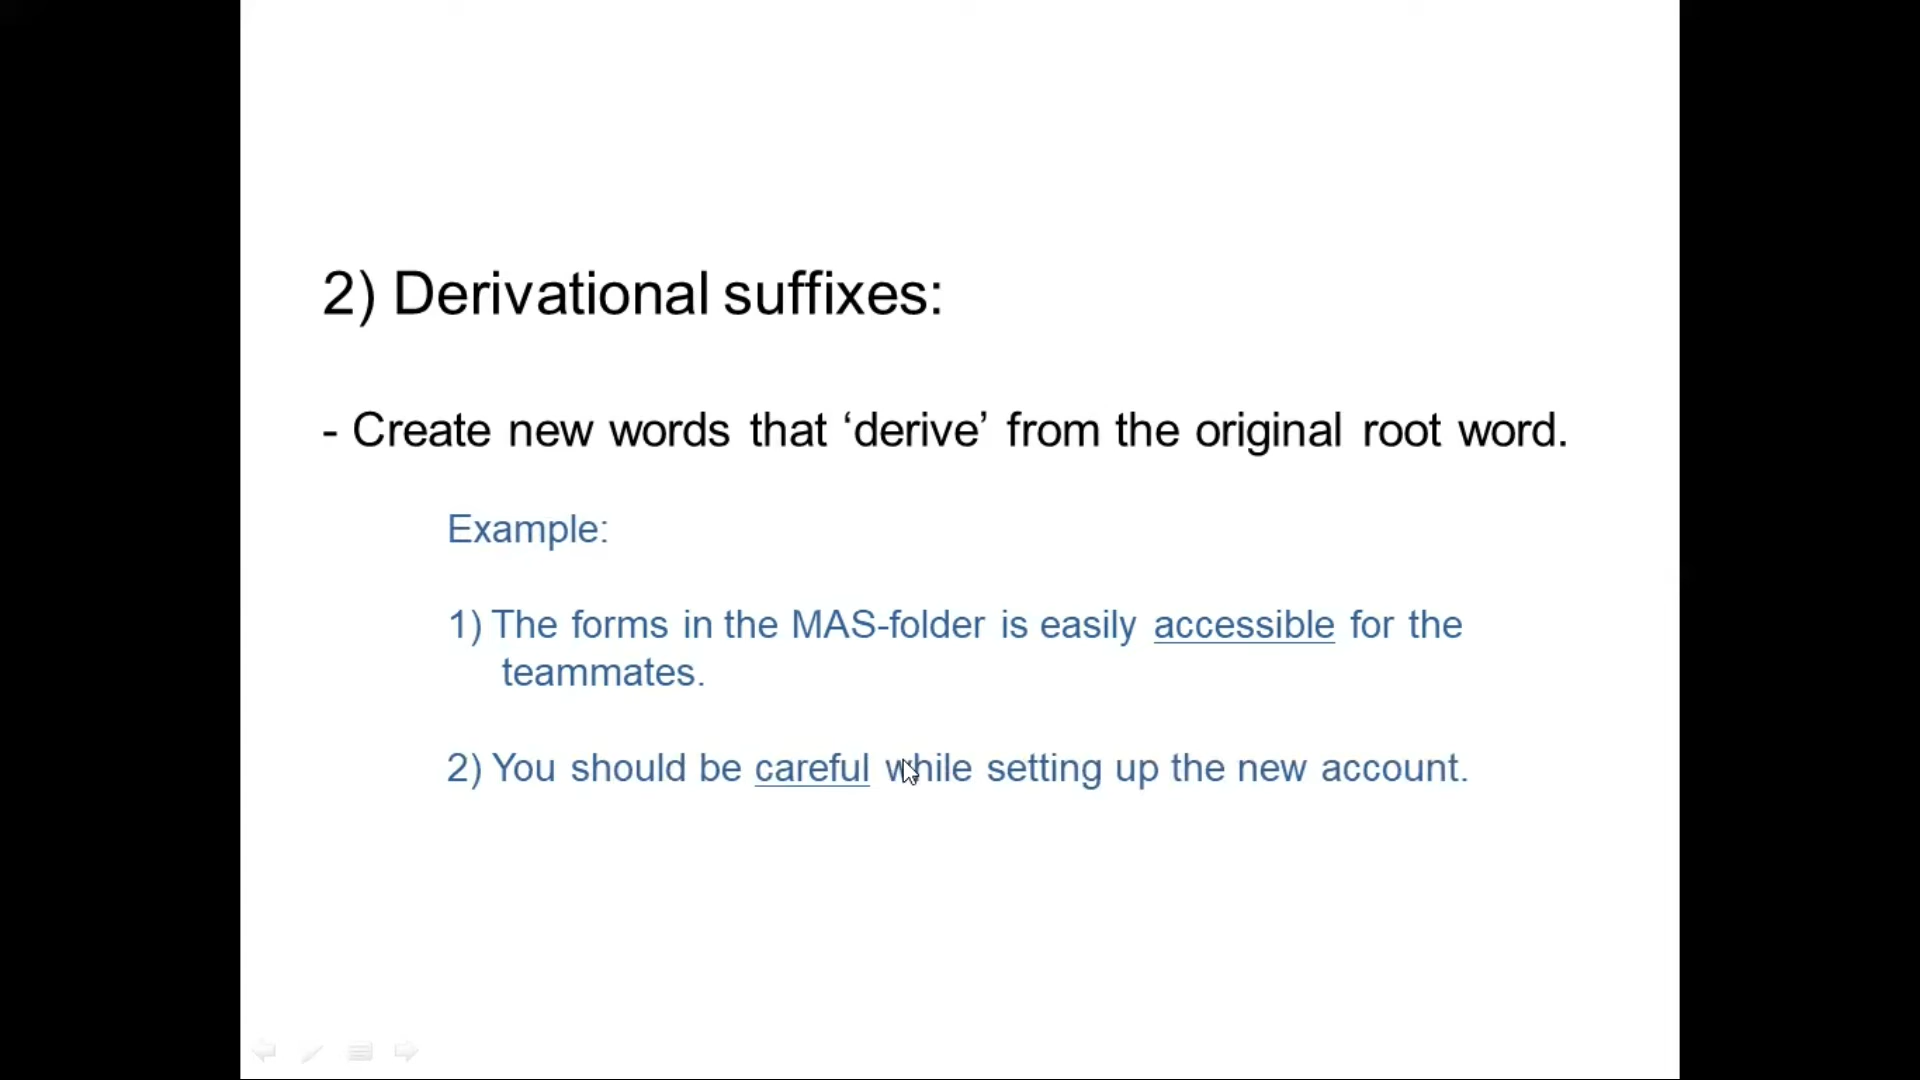 2) Derivational suffixes:
- Create new words that ‘derive’ from the original root word.
Example:
1) The forms in the MAS-folder is easily accessible for the
teammates.
2) You should be careful while setting up the new account.